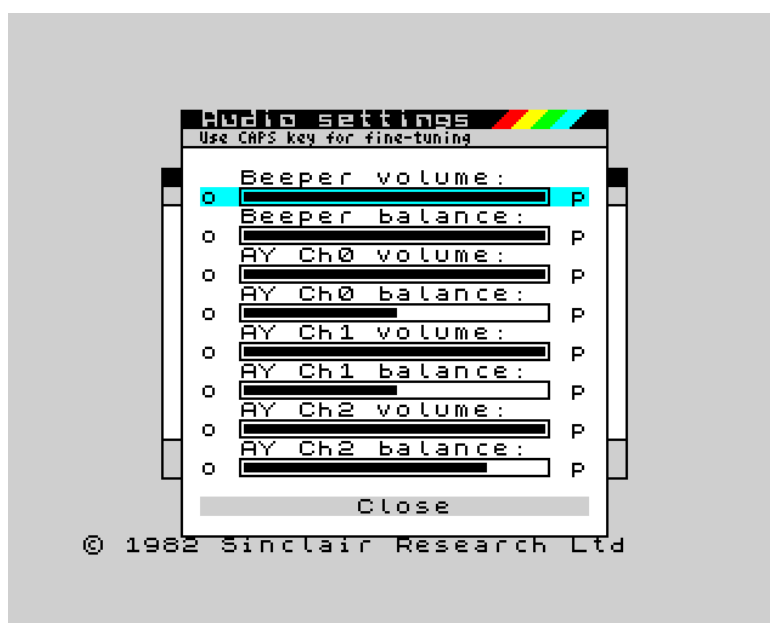 Audio settings
Use CAPS key for fine-tuning
Beeper volume:
O P
Beeper balance:
O P
AY Ch0 volume:
O P
AY Ch0 balance:
O P
AY Ch1 volume:
O P
AY Ch1 balance:
O P
AY Ch2 volume:
O P
AY Ch2 balance:
O P
Close
© 1982 Sinclair Research Ltd